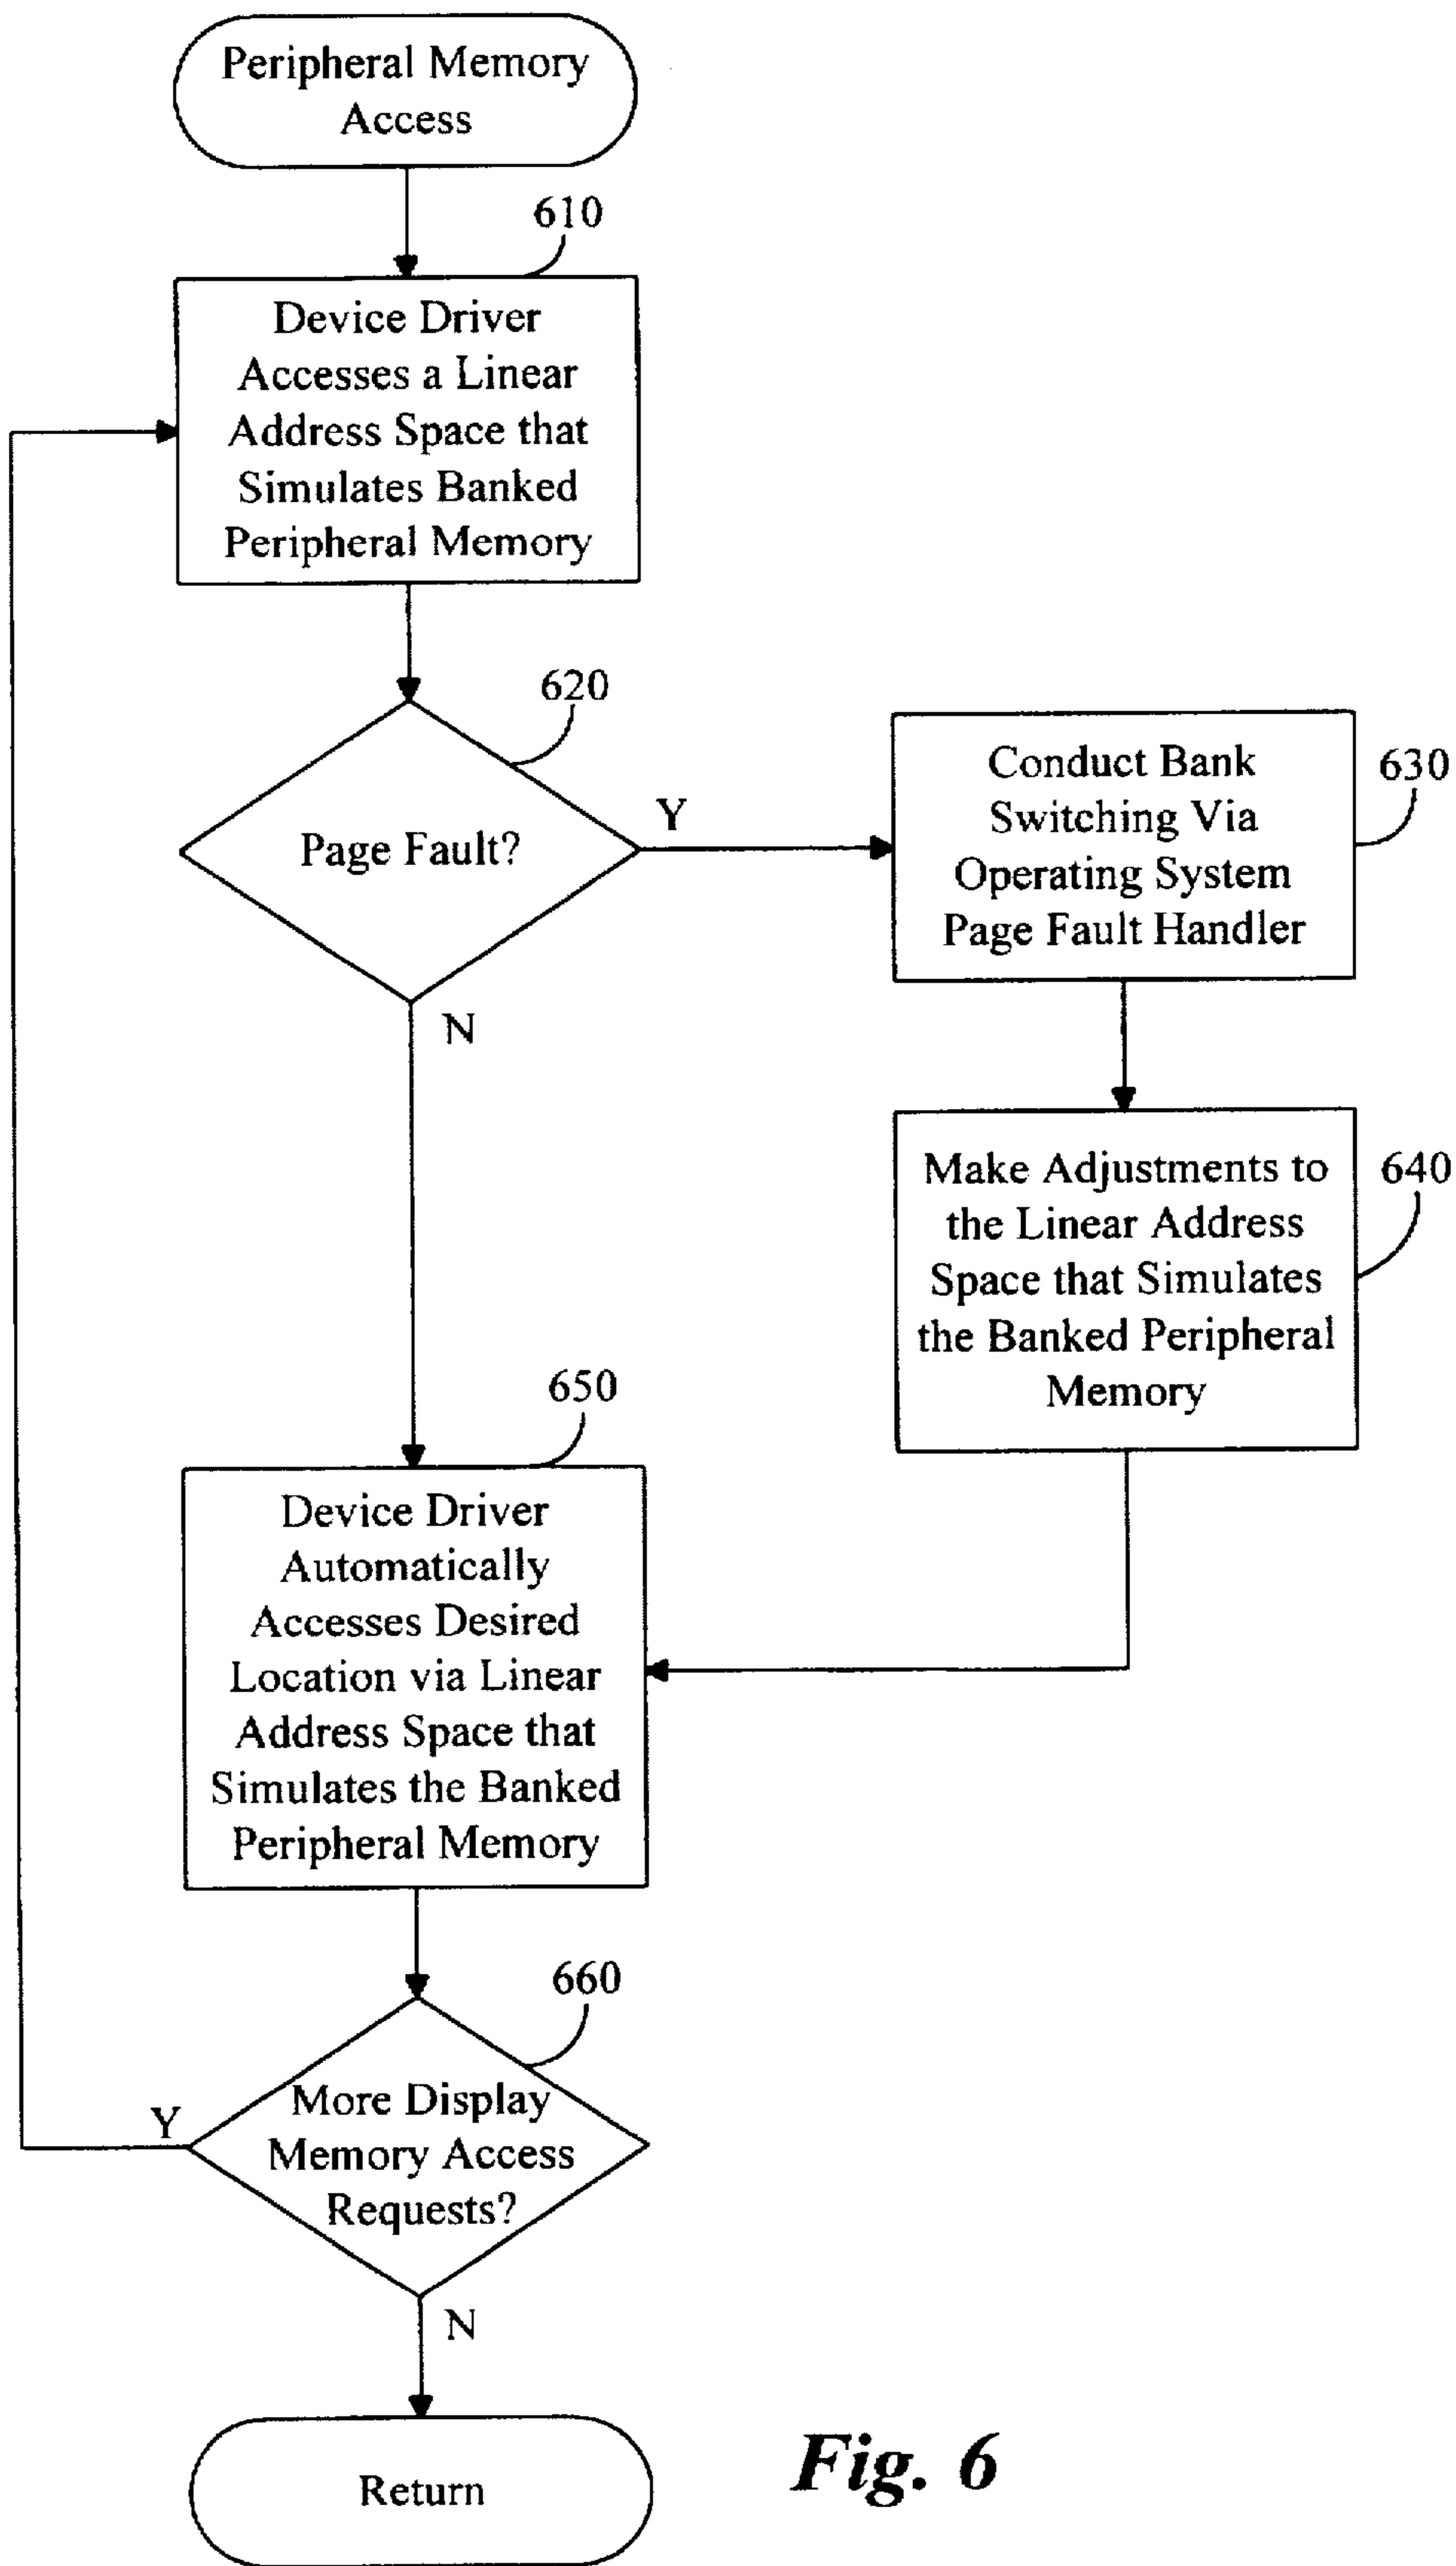 Peripheral Memory
Access
610
Device Driver
Accesses a Linear
Address Space that
Simulates Banked
Peripheral Memory
620
Page Fault?
Y
N
Conduct Bank
Switching Via
Operating System
Page Fault Handler
630
Make Adjustments to
the Linear Address
Space that Simulates
the Banked Peripheral
Memory
640
650
Device Driver
Automatically
Accesses Desired
Location via Linear
Address Space that
Simulates the Banked
Peripheral Memory
660
More Display
Memory Access
Requests?
Y
N
Return
Fig. 6